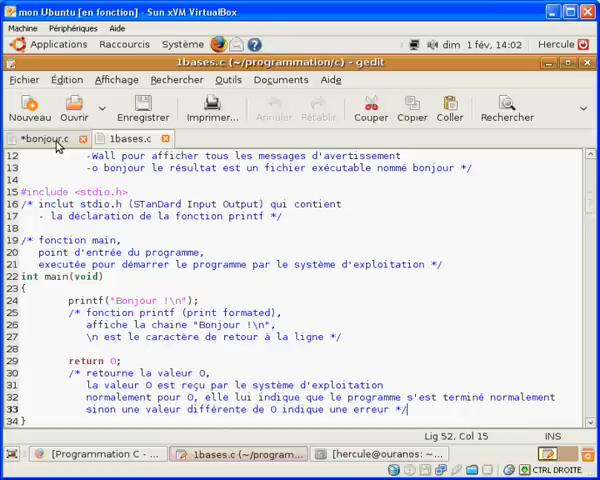 mon Ubuntu [en fonction] - Sun xVM VirtualBox
Machine Périphériques Aide
Applications Raccourcis Système dim 1 fév, 14:02 Hercule
1bases.c (~/programmation/c) - gedit
Fichier Édition Affichage Rechercher Outils Documents Aide
Nouveau Ouvrir Enregistrer Imprimer... Annuler Rétablir Couper Copier Coller Rechercher
*bonjour.c 1bases.c
12 -Wall pour afficher tous les messages d'avertissement
13 -o bonjour le résultat est un fichier exécutable nommé bonjour */
14
15 #include <stdio.h>
16 /* inclut stdio.h (STanDard Input Output) qui contient
17 - la déclaration de la fonction printf */
18
19 /* fonction main,
20 point d'entrée du programme,
21 executée pour démarrer le programme par le système d'exploitation */
22 int main(void)
23 {
24 printf("Bonjour !\n");
25 /* fonction printf (print formated),
26 affiche la chaine "Bonjour !\n",
27 \n est le caractère de retour à la ligne */
28
29 return 0;
30 /* retourne la valeur 0,
31 la valeur 0 est reçu par le système d'exploitation
32 normalement pour 0, elle lui indique que le programme s'est terminé normalement
33 sinon une valeur différente de 0 indique une erreur */
34 }
Lig 52, Col 15 INS
[Programmation C - ... 1bases.c (~/program... [hercule@ouranos: ~...
CTRL DROITE